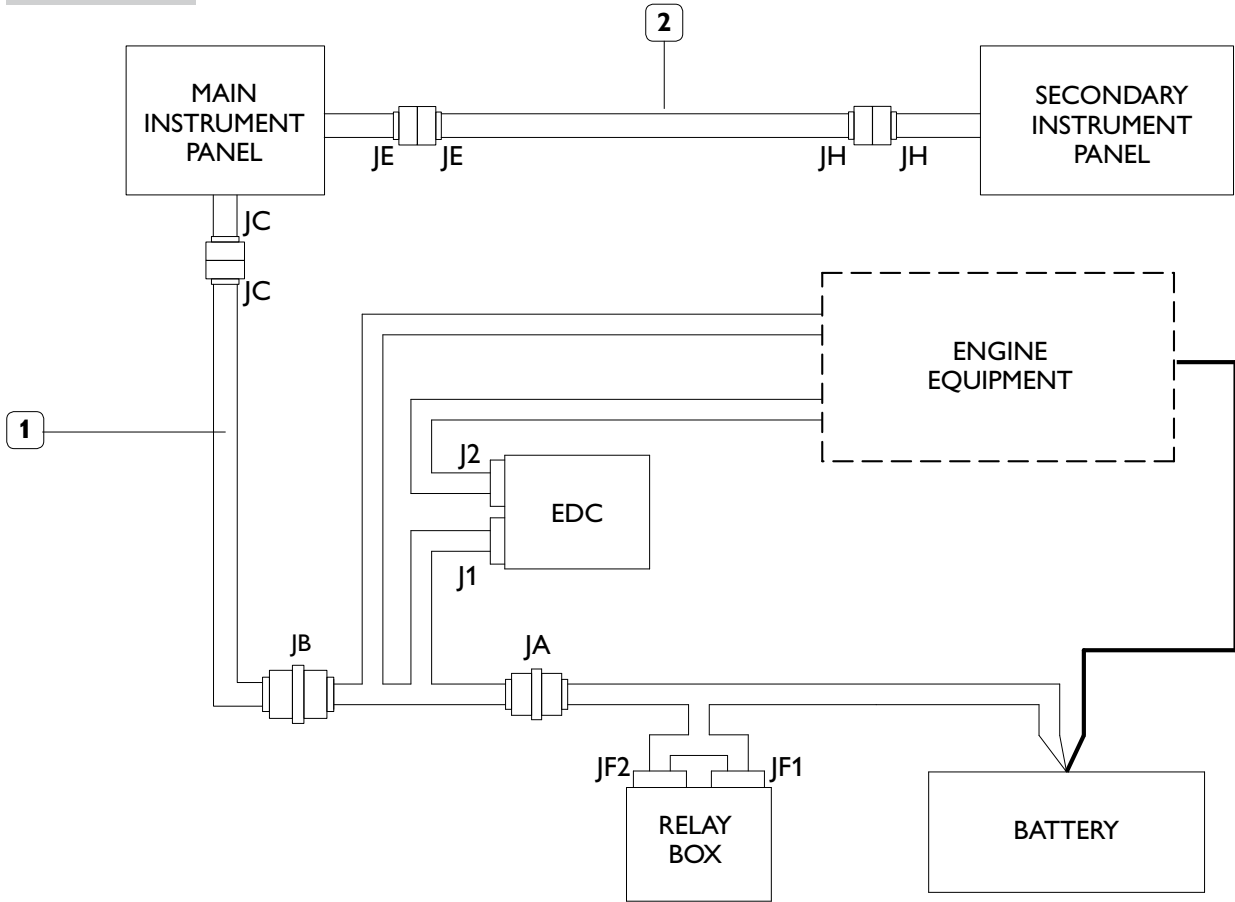 2
MAIN
INSTRUMENT
PANEL
SECONDARY
INSTRUMENT
PANEL
JE
JE
JH
JH
JC
JC
ENGINE
EQUIPMENT
1
J2
EDC
J1
JB
JA
JF2
JF1
RELAY
BOX
BATTERY